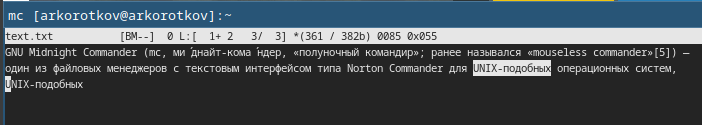 mc [arkorotkov@arkorotkov]:~
text.txt [BM--] 0 L:[ 1+ 2 3/ 3] *(361 / 382b) 0085 0x055
GNU Midnight Commander (mc, ми́днайт-кома́ндер, «полуночный командир»; ранее назывался «mouseless commander»[5]) —
один из файловых менеджеров с текстовым интерфейсом типа Norton Commander для UNIX-подобных операционных систем,
UNIX-подобных